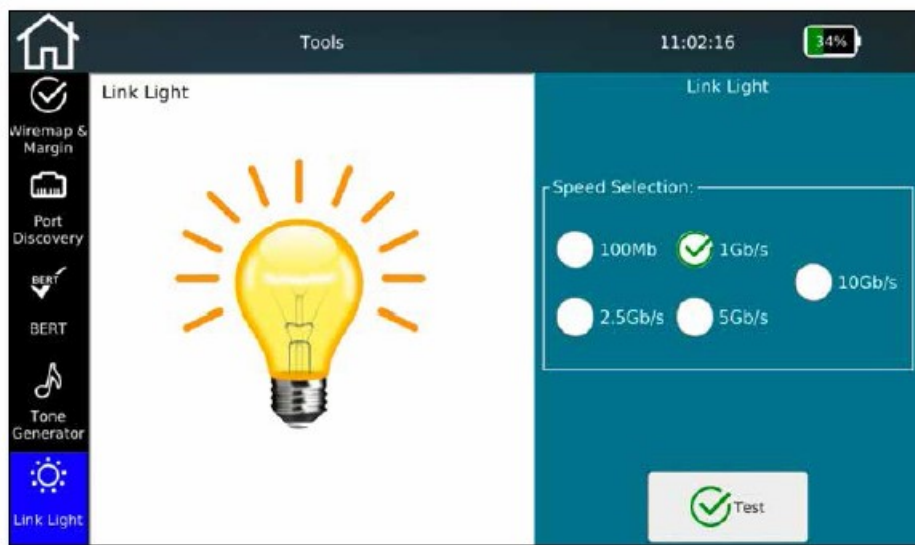 Tools
11:02:16
34%
Wiremap &
Margin
Port
Discovery
BERT
BERT
Tone
Generator
Link Light
Link Light
Link Light
Speed Selection:
100Mb
1Gb/s
10Gb/s
2.5Gb/s
5Gb/s
Test